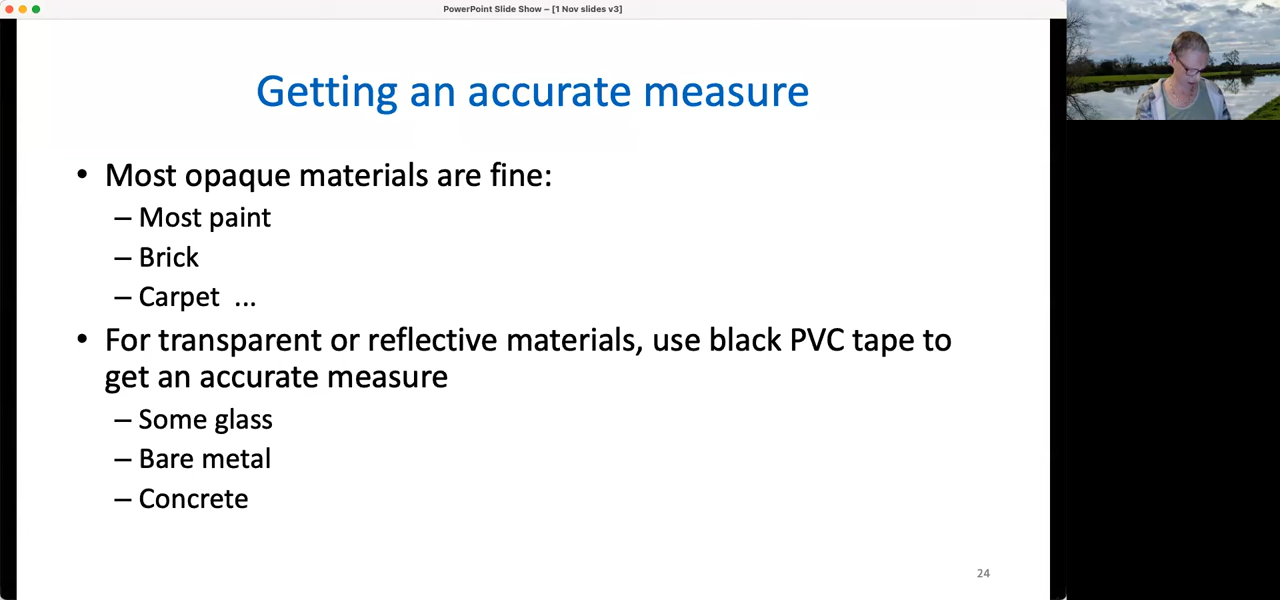 PowerPoint Slide Show – [1 Nov slides v3]
Getting an accurate measure
• Most opaque materials are fine:
– Most paint
– Brick
– Carpet ...
• For transparent or reflective materials, use black PVC tape to
get an accurate measure
– Some glass
– Bare metal
– Concrete
24